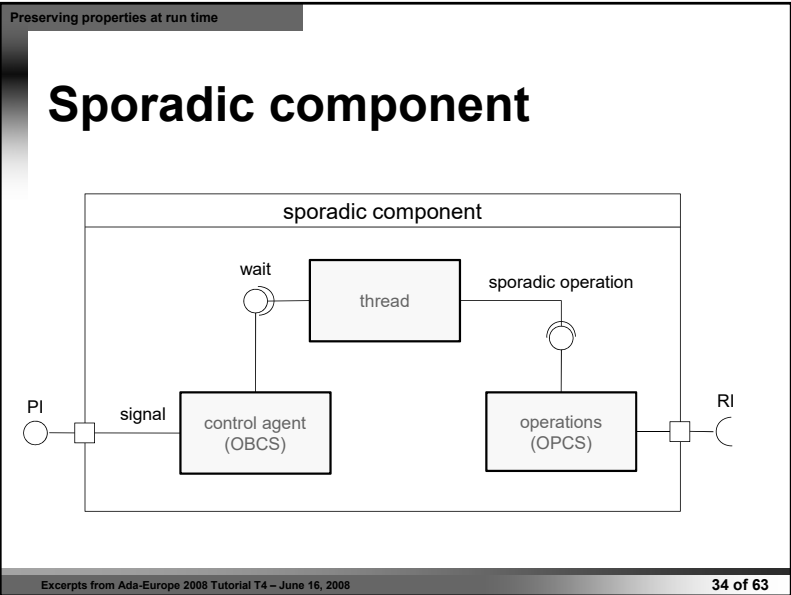 Preserving properties at run time
Sporadic component
sporadic component
wait
thread
sporadic operation
PI
signal
control agent
(OBCS)
operations
(OPCS)
RI
Excerpts from Ada-Europe 2008 Tutorial T4 – June 16, 2008
34 of 63